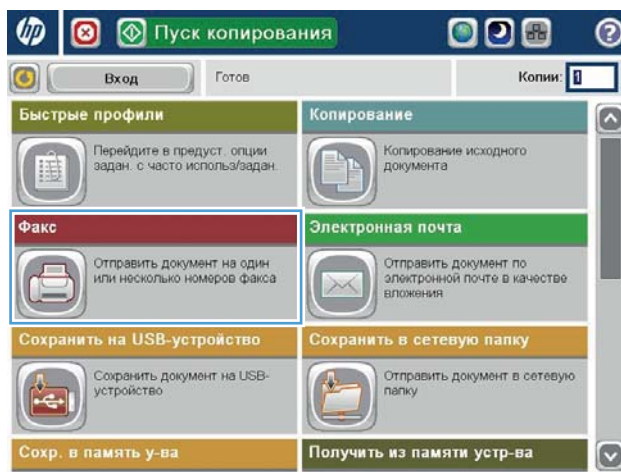 hp
Пуск копирования
?
Вход
Готов
Копии: 1
Быстрые профили
Перейдите в предуст. опции
задан. с часто использ/задан.
Копирование
Копирование исходного
документа
Факс
Отправить документ на один
или несколько номеров факса
Электронная почта
Отправить документ по
электронной почте в качестве
вложения
Сохранить на USB-устройство
Сохранить документ на USB-
устройство
Сохранить в сетевую папку
Отправить документ в сетевую
папку
Сохр. в память у-ва
Получить из памяти устр-ва